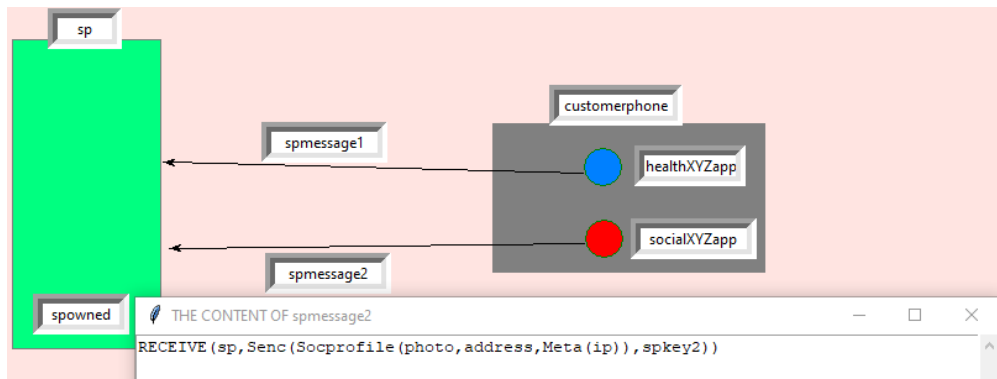 sp
customerphone
spmessage1
healthXYZapp
socialXYZapp
spmessage2
spowned
THE CONTENT OF spmessage2
RECEIVE(sp,Senc(Socprofile(photo,address,Meta(ip)),spkey2))